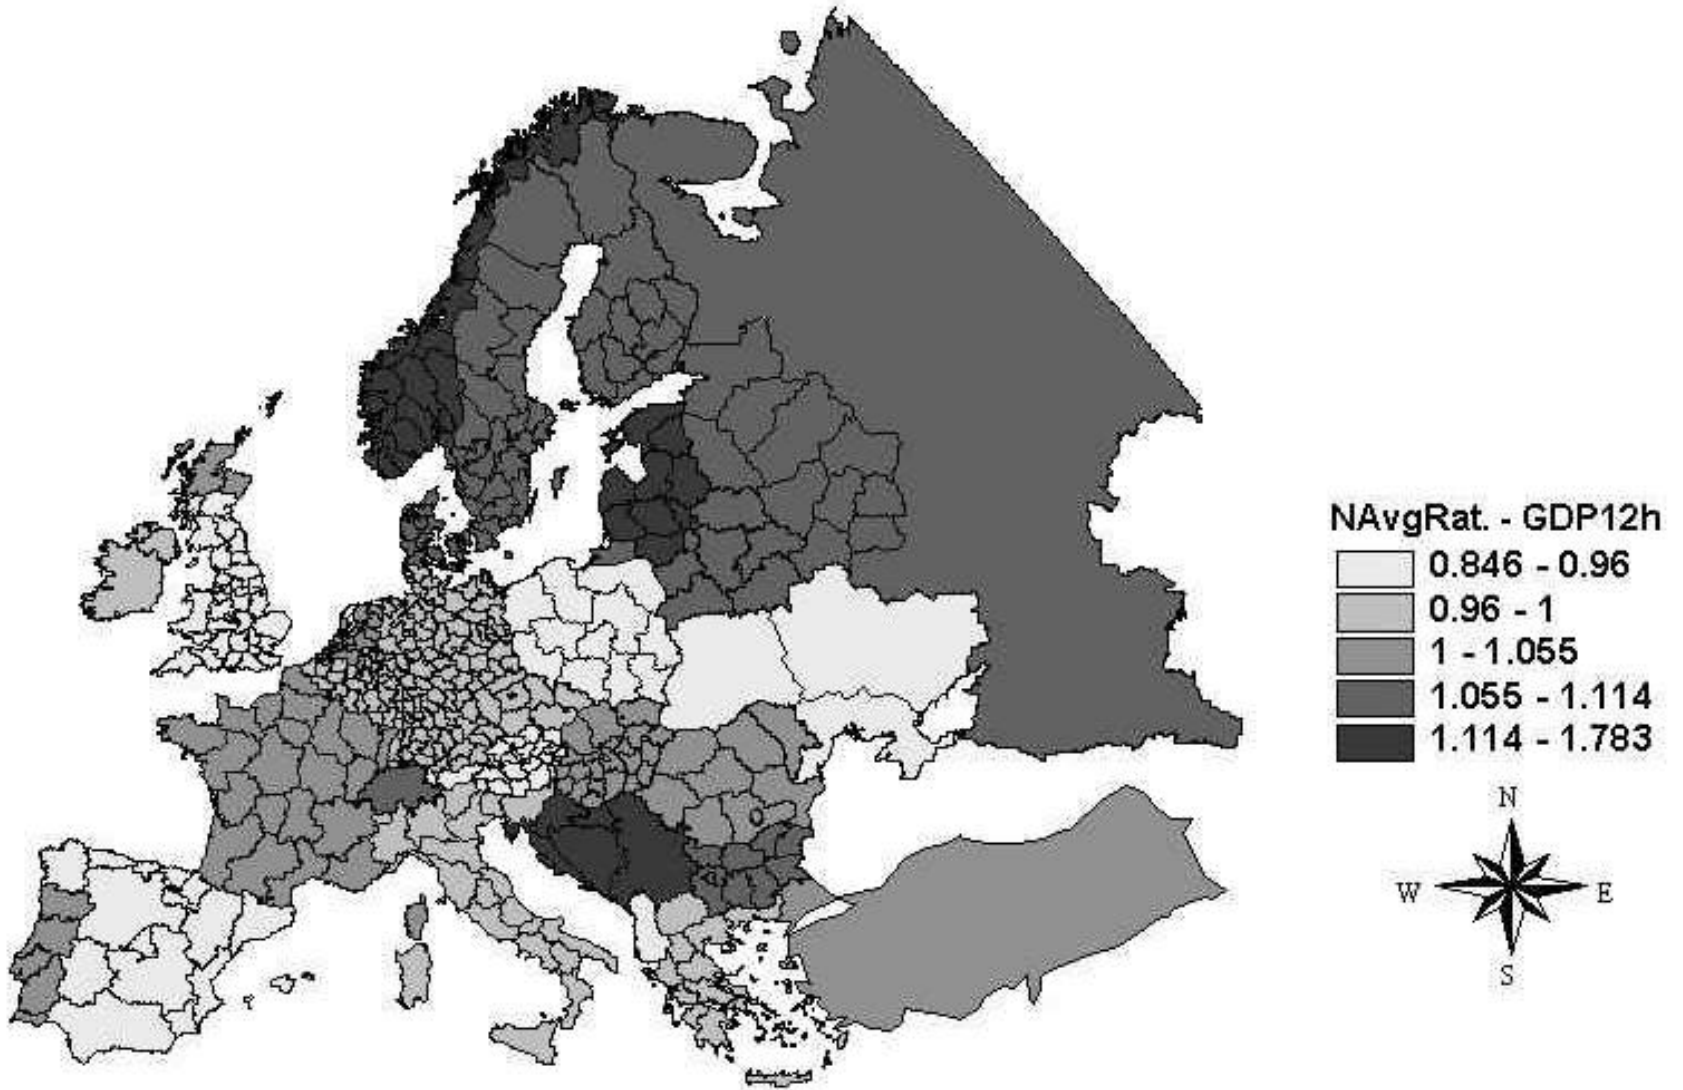 NAvgRat. - GDP12h
0.846 - 0.96
0.96 - 1
1 - 1.055
1.055 - 1.114
1.114 - 1.783
N
W E
S